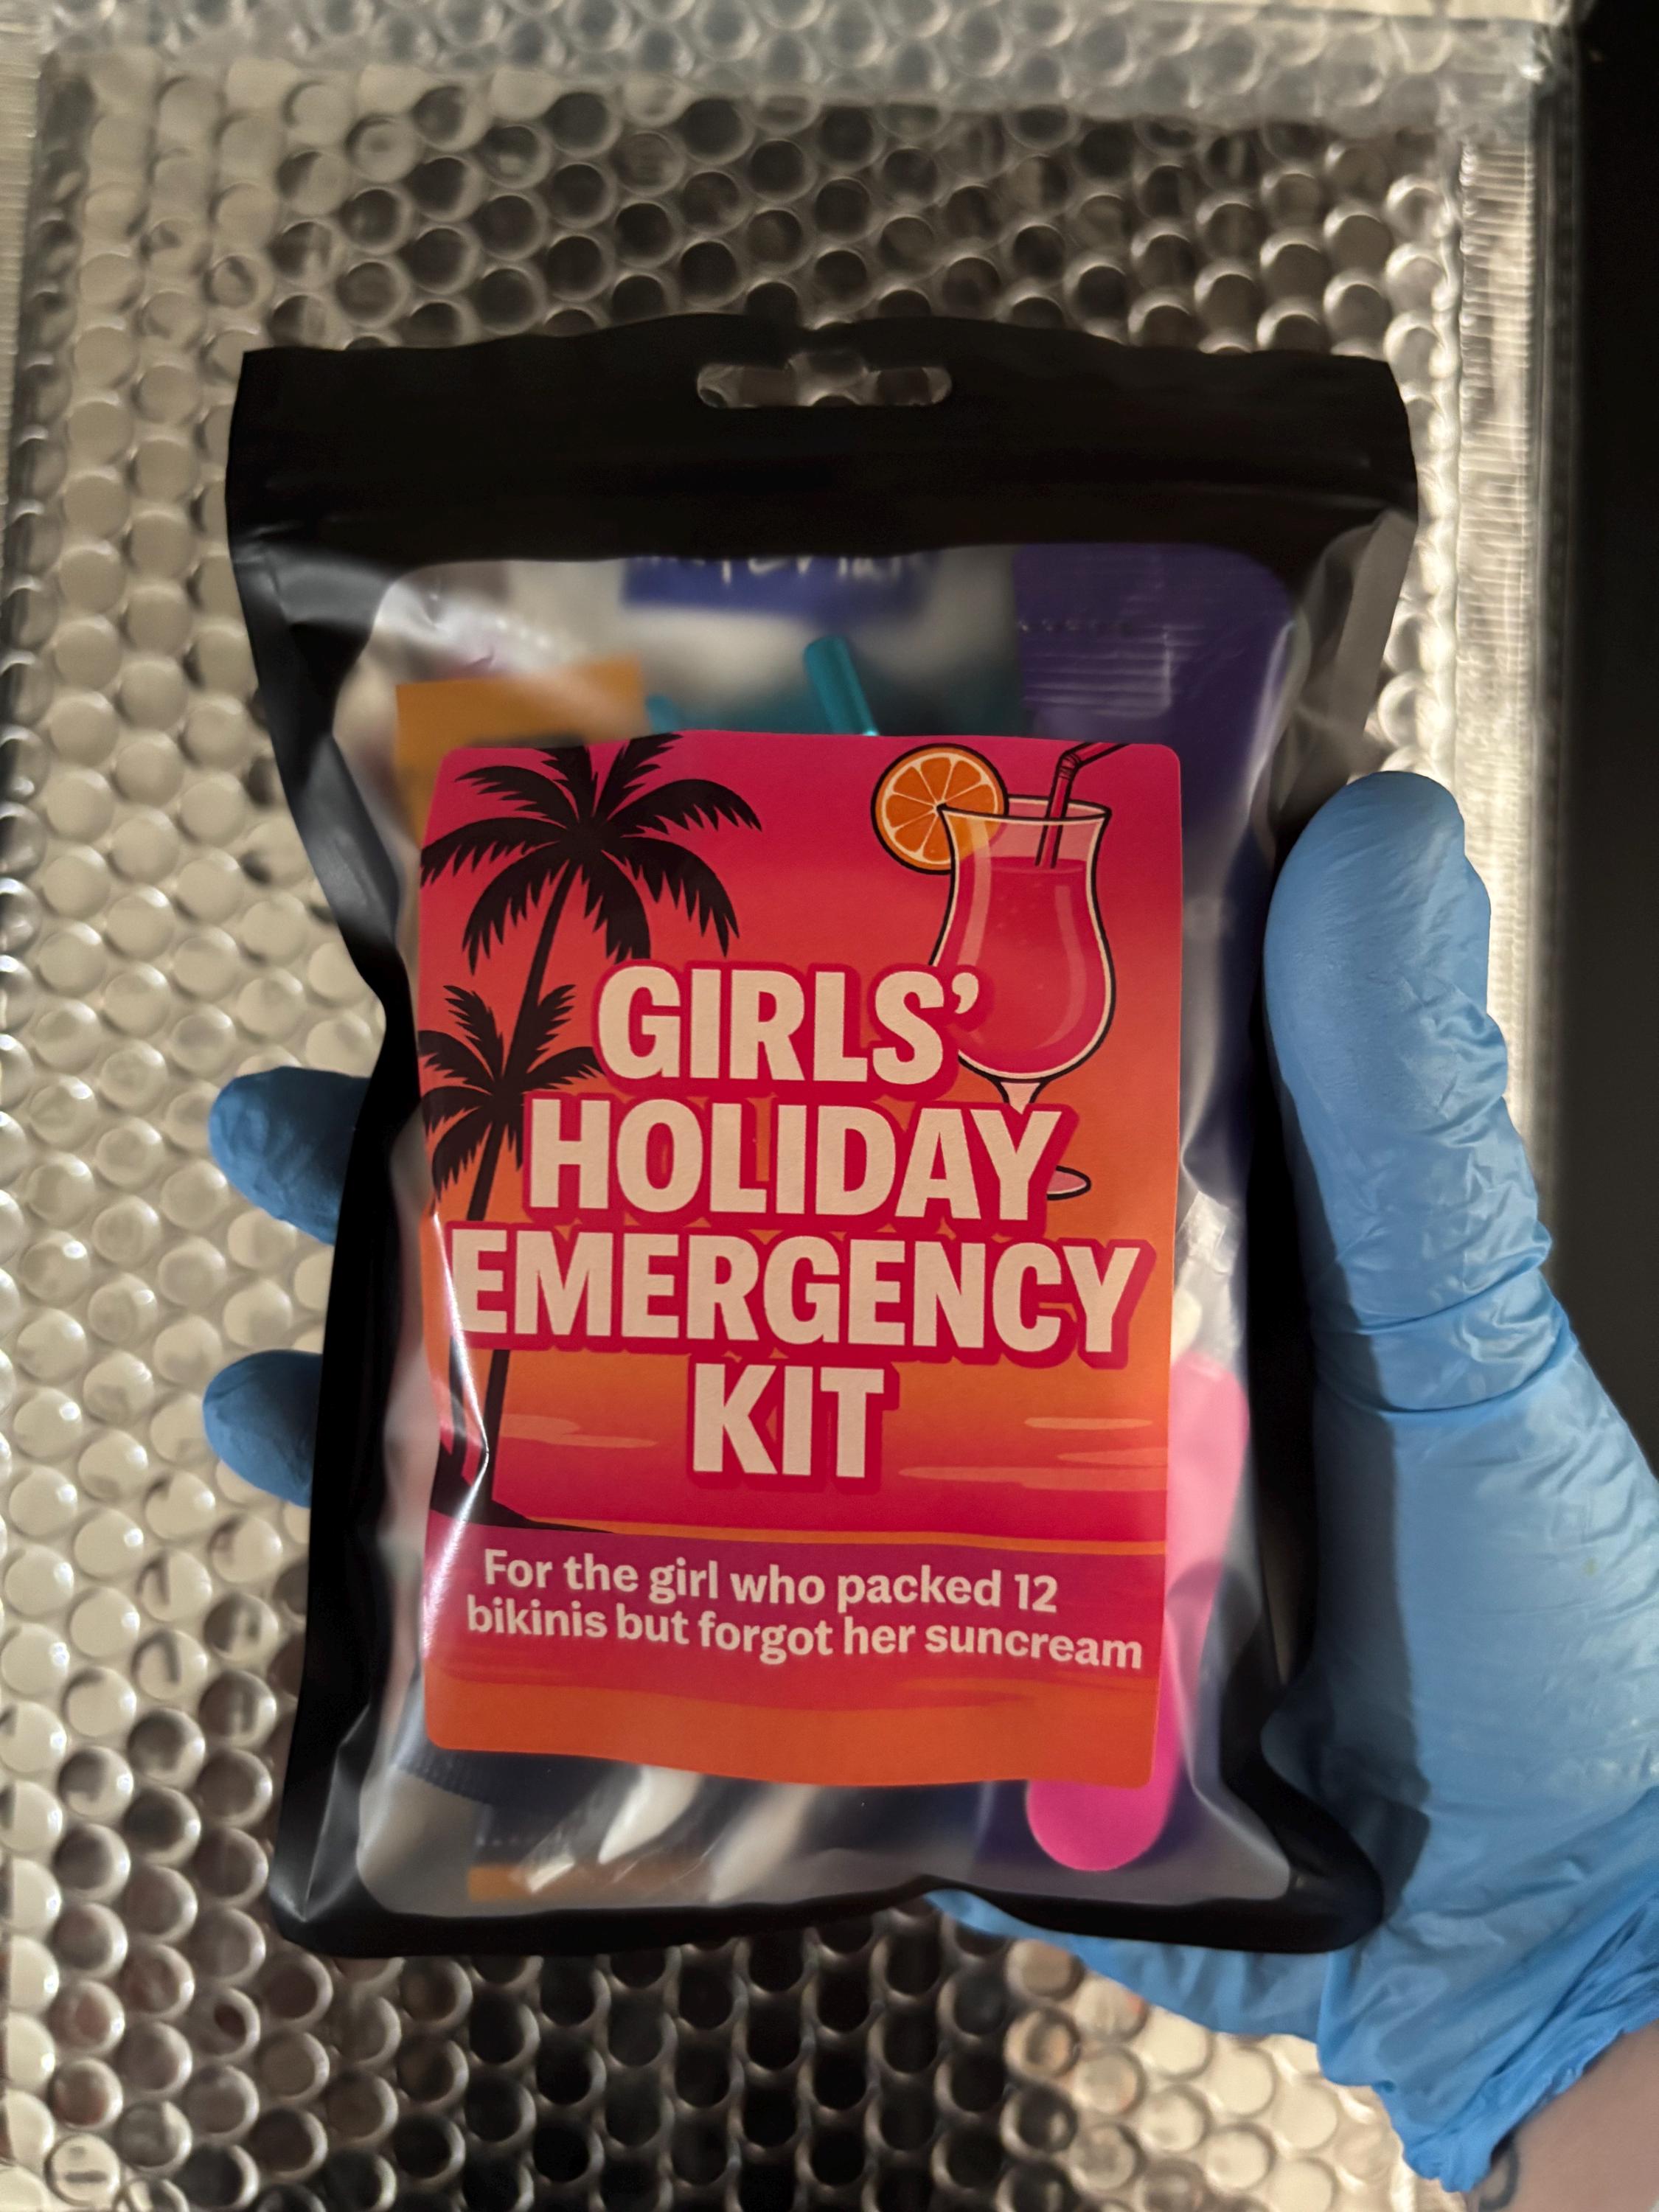 GIRLS’
HOLIDAY
EMERGENCY
KIT
For the girl who packed 12
bikinis but forgot her suncream